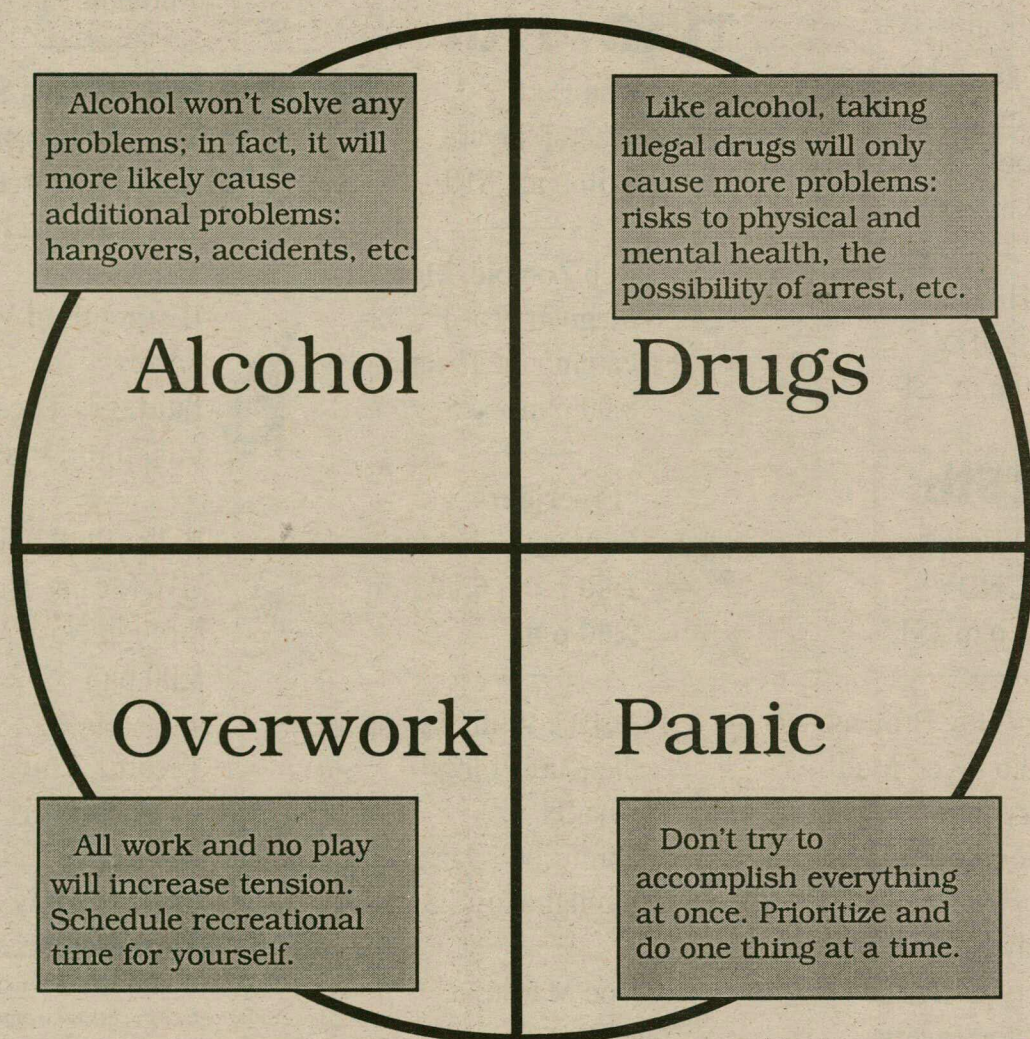 Alcohol won't solve any
problems; in fact, it will
more likely cause
additional problems:
hangovers, accidents, etc.
Alcohol
Like alcohol, taking
illegal drugs will only
cause more problems:
risks to physical and
mental health, the
possibility of arrest, etc.
Drugs
Overwork
All work and no play
will increase tension.
Schedule recreational
time for yourself.
Panic
Don't try to
accomplish everything
at once. Prioritize and
do one thing at a time.